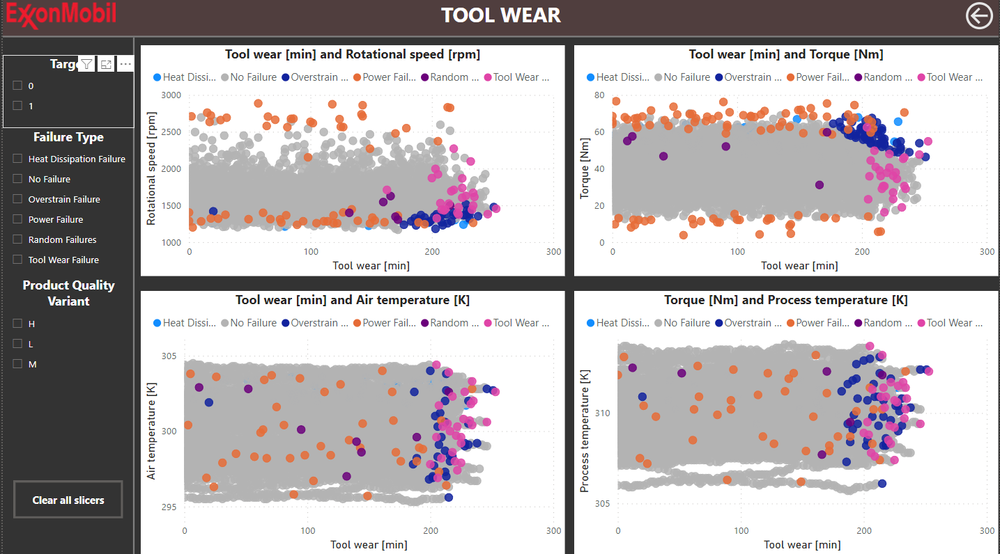 ExxonMobil
TOOL WEAR
Targe
0
1
Failure Type
Heat Dissipation Failure
No Failure
Overstrain Failure
Power Failure
Random Failures
Tool Wear Failure
Product Quality
Variant
H
L
M
Clear all slicers
Tool wear [min] and Rotational speed [rpm]
Heat Dissi... No Failure Overstrain ... Power Fail... Random ... Tool Wear ...
Rotational speed [rpm]
3000
2500
2000
1500
1000
0 100 200 300
Tool wear [min]
Tool wear [min] and Torque [Nm]
Heat Dissi... No Failure Overstrain ... Power Fail... Random ... Tool Wear ...
Torque [Nm]
80
60
40
20
0
0 100 200 300
Tool wear [min]
Tool wear [min] and Air temperature [K]
Heat Dissi... No Failure Overstrain ... Power Fail... Random ... Tool Wear ...
Air temperature [K]
305
300
295
0 100 200 300
Tool wear [min]
Torque [Nm] and Process temperature [K]
Heat Dissi... No Failure Overstrain ... Power Fail... Random ... Tool Wear ...
Process temperature [K]
310
305
0 100 200 300
Tool wear [min]